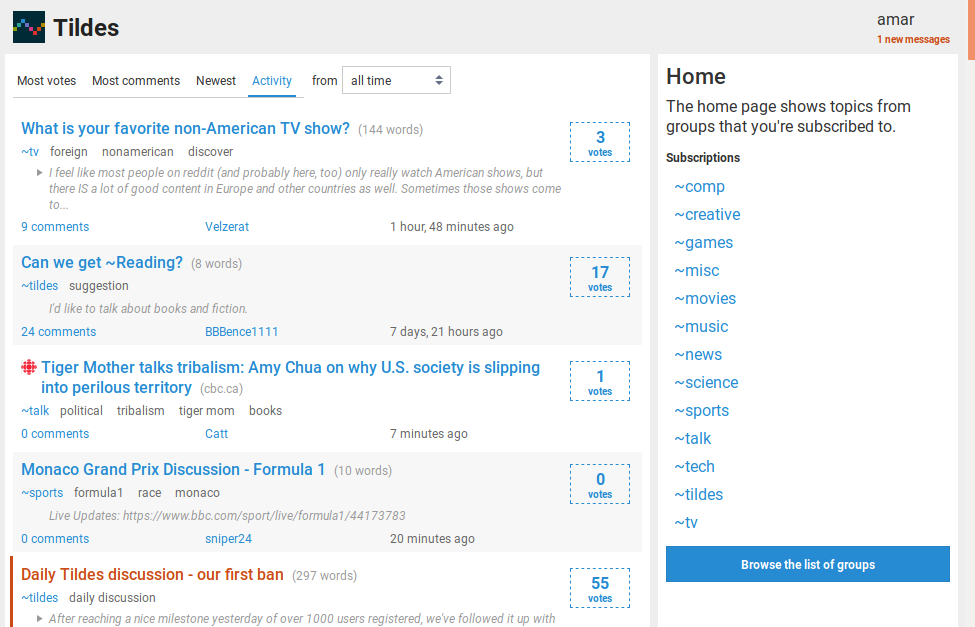 Tildes
amar
1 new messages
Most votes Most comments Newest Activity from all time
What is your favorite non-American TV show? (144 words)
3
votes
~tv foreign nonamerican discover
I feel like most people on reddit (and probably here, too) only really watch American shows, but
there IS a lot of good content in Europe and other countries as well. Sometimes those shows come
to...
9 comments Velzerat 1 hour, 48 minutes ago
Can we get ~Reading? (8 words)
17
votes
~tildes suggestion
I'd like to talk about books and fiction.
24 comments BBBence1111 7 days, 21 hours ago
Tiger Mother talks tribalism: Amy Chua on why U.S. society is slipping
into perilous territory (cbc.ca)
1
votes
~talk political tribalism tiger mom books
0 comments Catt 7 minutes ago
Monaco Grand Prix Discussion - Formula 1 (10 words)
0
votes
~sports formula1 race monaco
Live Updates: https://www.bbc.com/sport/live/formula1/44173783
0 comments sniper24 20 minutes ago
Daily Tildes discussion - our first ban (297 words)
55
votes
~tildes daily discussion
After reaching a nice milestone yesterday of over 1000 users registered, we've followed it up with
Home
The home page shows topics from
groups that you're subscribed to.
Subscriptions
~comp
~creative
~games
~misc
~movies
~music
~news
~science
~sports
~talk
~tech
~tildes
~tv
Browse the list of groups